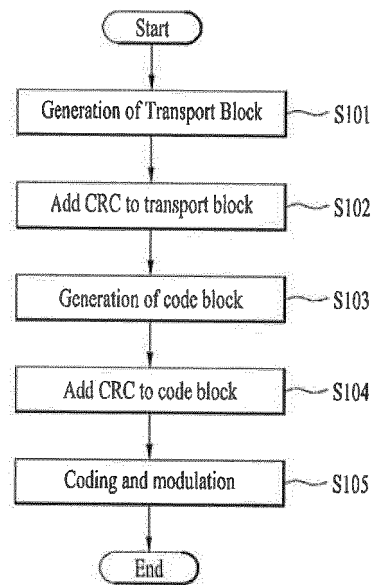 Start
Generation of Transport Block S101
Add CRC to transport block S102
Generation of code block S103
Add CRC to code block S104
Coding and modulation S105
End